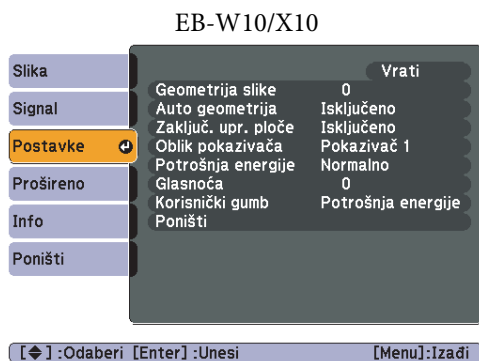 EB-W10/X10
Slika
Signal
Postavke
Prošireno
Info
Poništi
Vrati
Geometrija slike 0
Auto geometrija Isključeno
Zaključ. upr. ploče Isključeno
Oblik pokazivača Pokazivač 1
Potrošnja energije Normalno
Glasnoća 0
Korisnički gumb Potrošnja energije
Poništi
[◆] :Odaberi [Enter] :Unesi [Menu]:Izađi